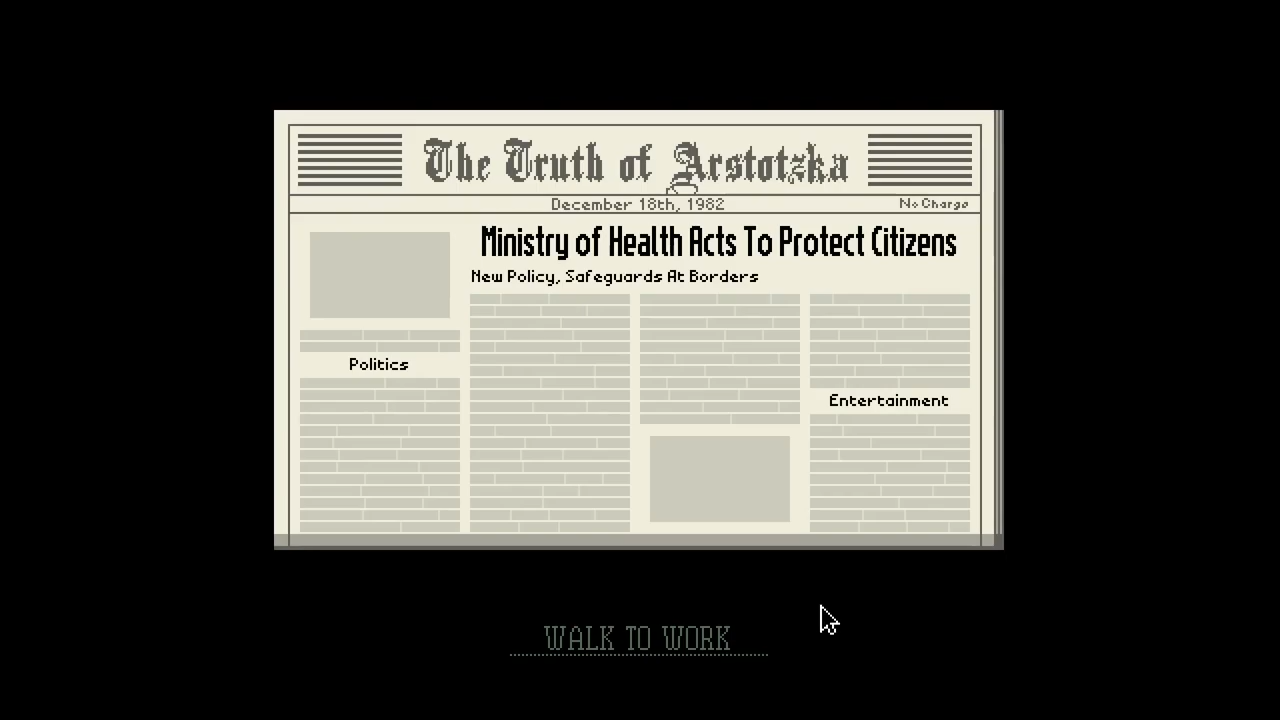 The Truth of Arstotzka
December 18th, 1982
No Charge
Ministry of Health Acts To Protect Citizens
New Policy, Safeguards At Borders
Politics
Entertainment
WALK TO WORK